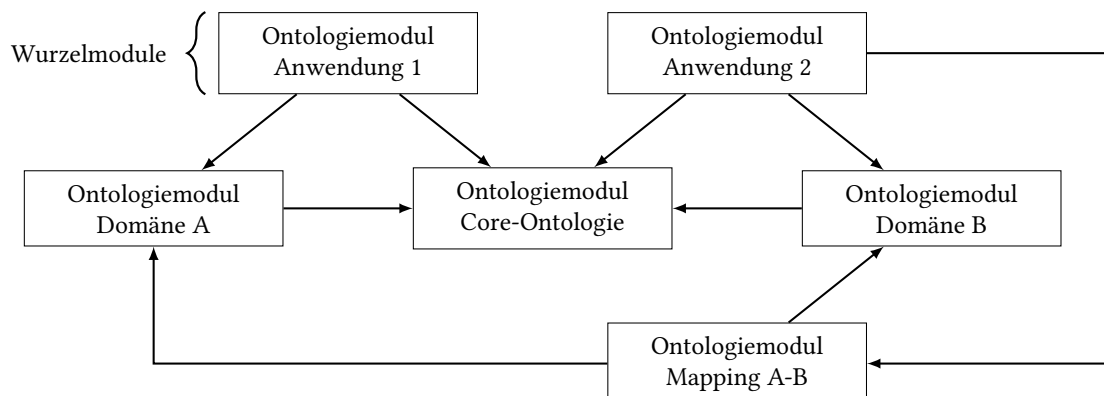 Wurzelmodule
Ontologiemodul
Anwendung 1
Ontologiemodul
Anwendung 2
Ontologiemodul
Domäne A
Ontologiemodul
Core-Ontologie
Ontologiemodul
Domäne B
Ontologiemodul
Mapping A-B